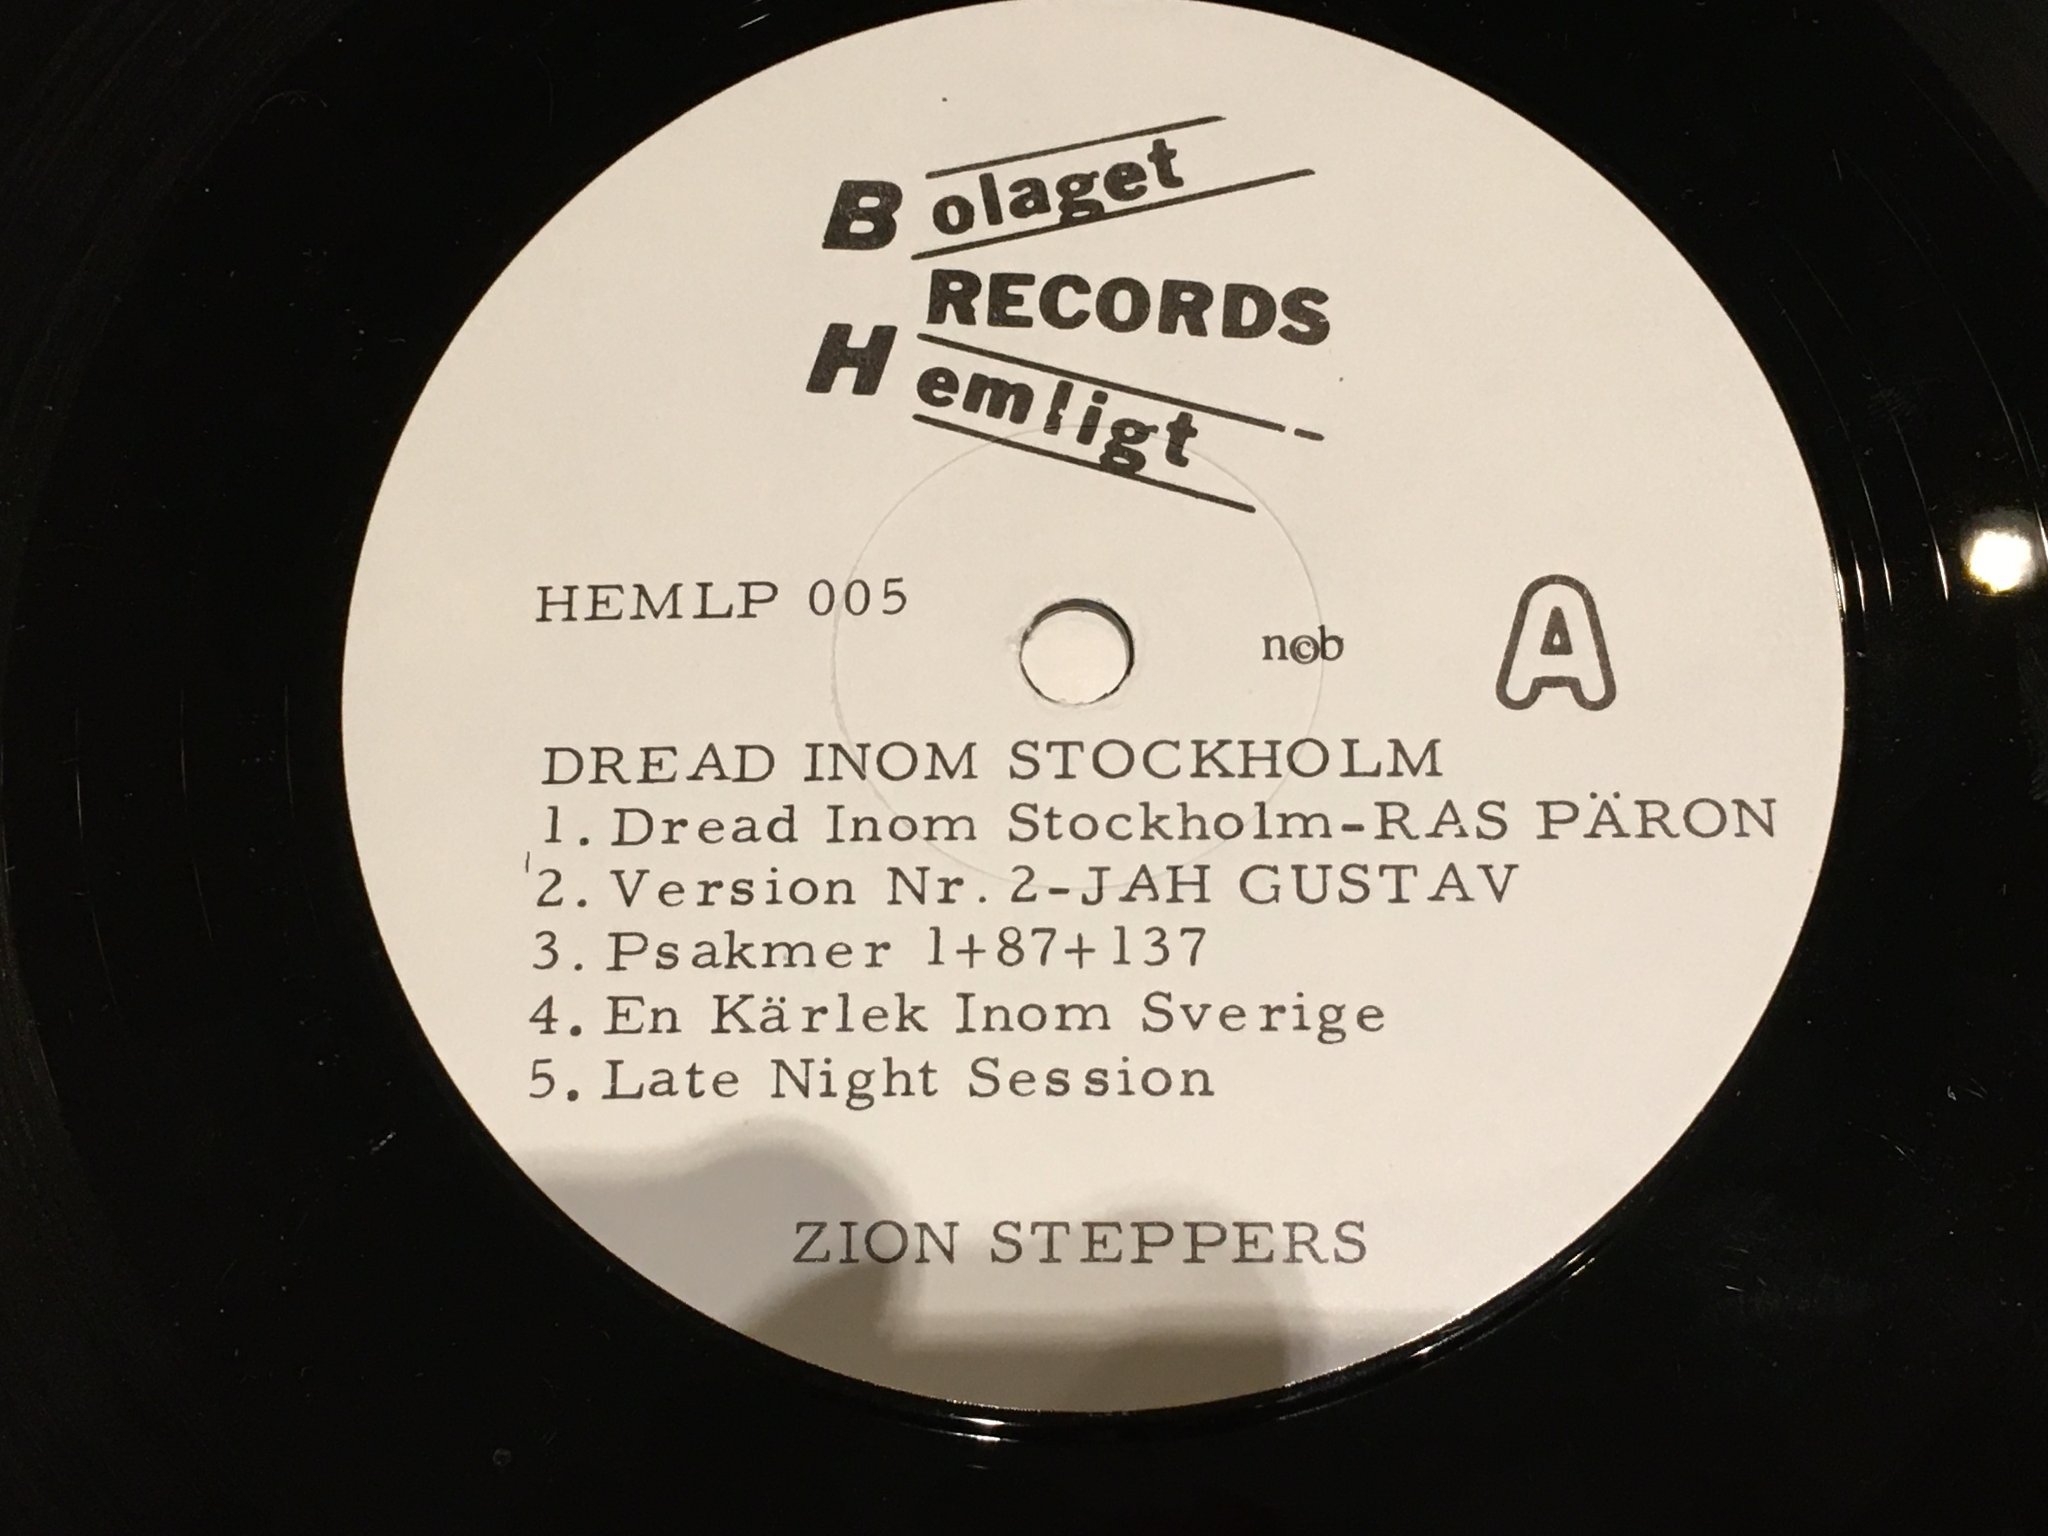 Bolaget
RECORDS
Hemligt
HEMLP 005
n©b
A
DREAD INOM STOCKHOLM
1. Dread Inom Stockholm-RAS PÄRON
2. Version Nr. 2-JAH GUSTAV
3. Psakmer 1+87+137
4. En Kärlek Inom Sverige
5. Late Night Session
ZION STEPPERS